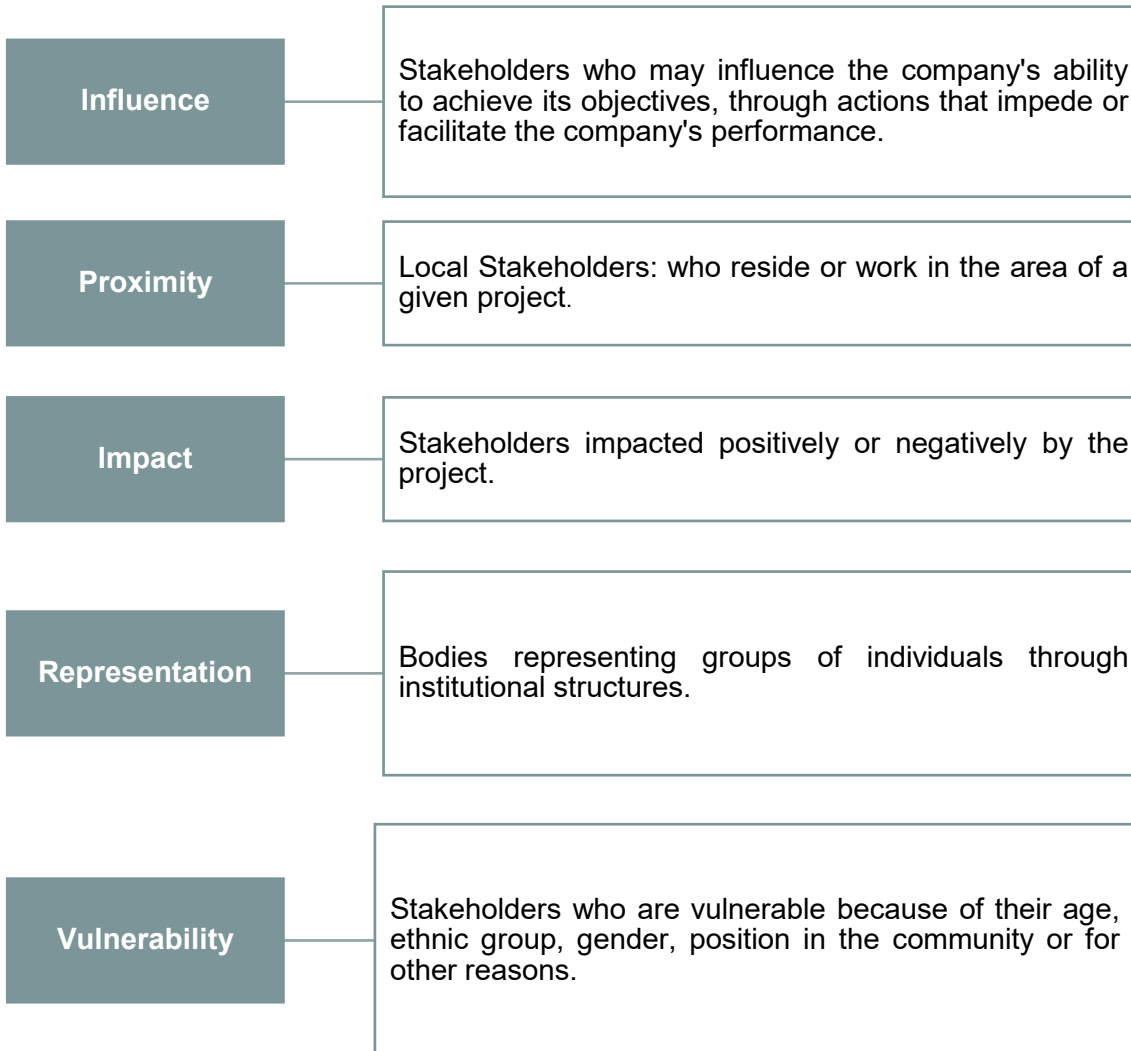 Influence
Stakeholders who may influence the company's ability
to achieve its objectives, through actions that impede or
facilitate the company's performance.
Proximity
Local Stakeholders: who reside or work in the area of a
given project.
Impact
Stakeholders impacted positively or negatively by the
project.
Representation
Bodies representing groups of individuals through
institutional structures.
Vulnerability
Stakeholders who are vulnerable because of their age,
ethnic group, gender, position in the community or for
other reasons.